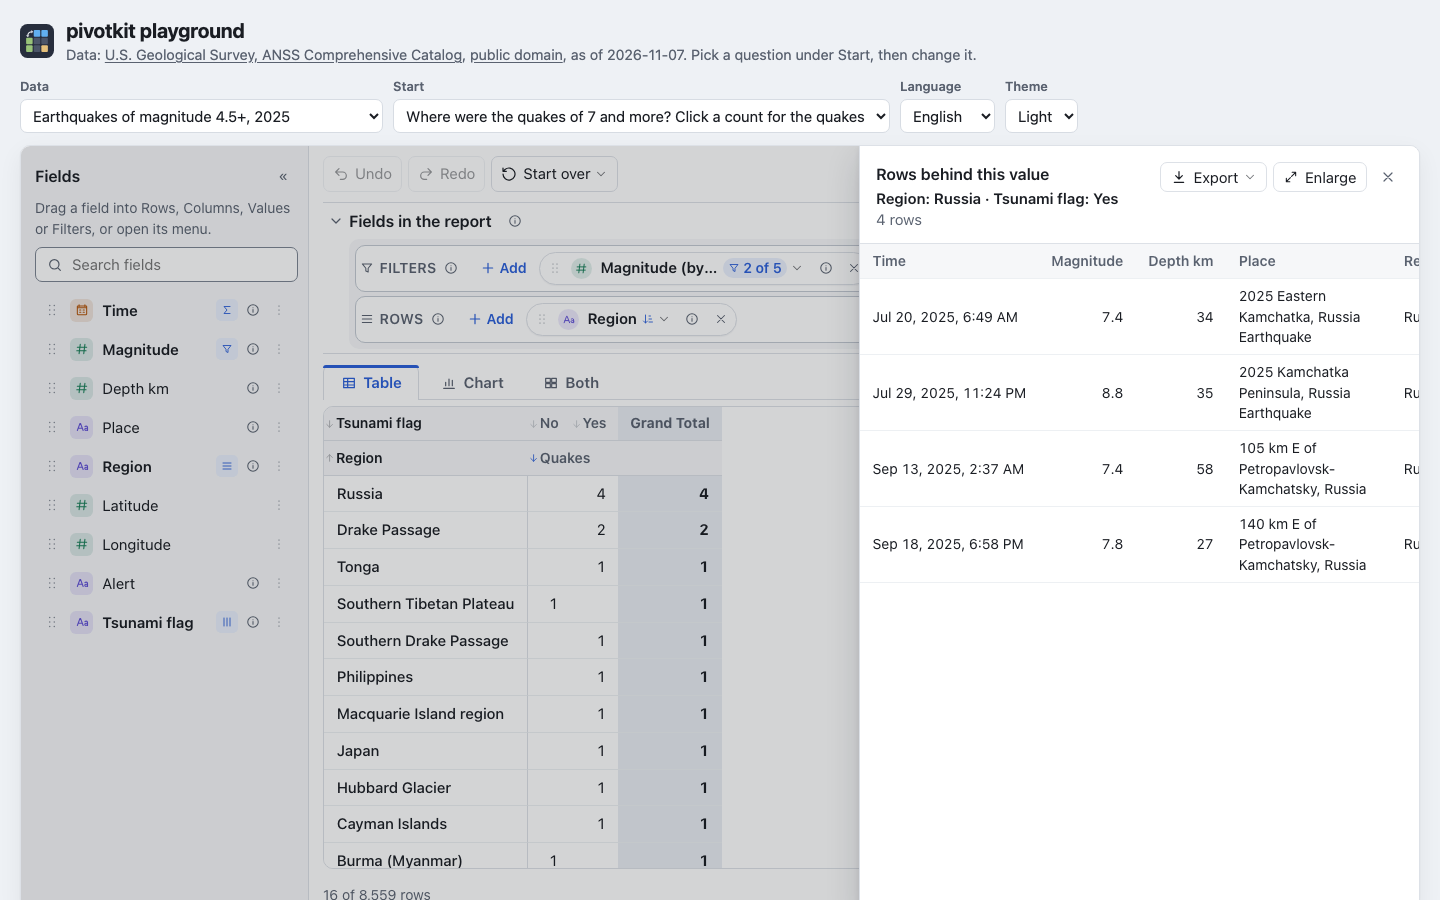 pivotkit playground
Data: U.S. Geological Survey, ANSS Comprehensive Catalog, public domain, as of 2026-11-07. Pick a question under Start, then change it.
Data
Start
Language
Theme
Earthquakes of magnitude 4.5+, 2025
Where were the quakes of 7 and more? Click a count for the quakes
English
Light
Fields «
Drag a field into Rows, Columns, Values
or Filters, or open its menu.
Search fields
Time
Magnitude
Depth km
Place
Region
Latitude
Longitude
Alert
Tsunami flag
Undo
Redo
Start over
Fields in the report
FILTERS + Add # Magnitude (by... 2 of 5
ROWS + Add Aa Region
Table
Chart
Both
Tsunami flag No Yes Grand Total
Region Quakes
Russia 4 4
Drake Passage 2 2
Tonga 1 1
Southern Tibetan Plateau 1 1
Southern Drake Passage 1 1
Philippines 1 1
Macquarie Island region 1 1
Japan 1 1
Hubbard Glacier 1 1
Cayman Islands 1 1
Burma (Myanmar) 1 1
16 of 8,559 rows
Rows behind this value
Region: Russia · Tsunami flag: Yes
4 rows
Export
Enlarge
Time Magnitude Depth km Place Re
Jul 20, 2025, 6:49 AM 7.4 34 2025 Eastern
Kamchatka, Russia
Earthquake
Ru
Jul 29, 2025, 11:24 PM 8.8 35 2025 Kamchatka
Peninsula, Russia
Earthquake
Ru
Sep 13, 2025, 2:37 AM 7.4 58 105 km E of
Petropavlovsk-
Kamchatsky, Russia
Ru
Sep 18, 2025, 6:58 PM 7.8 27 140 km E of
Petropavlovsk-
Kamchatsky, Russia
Ru